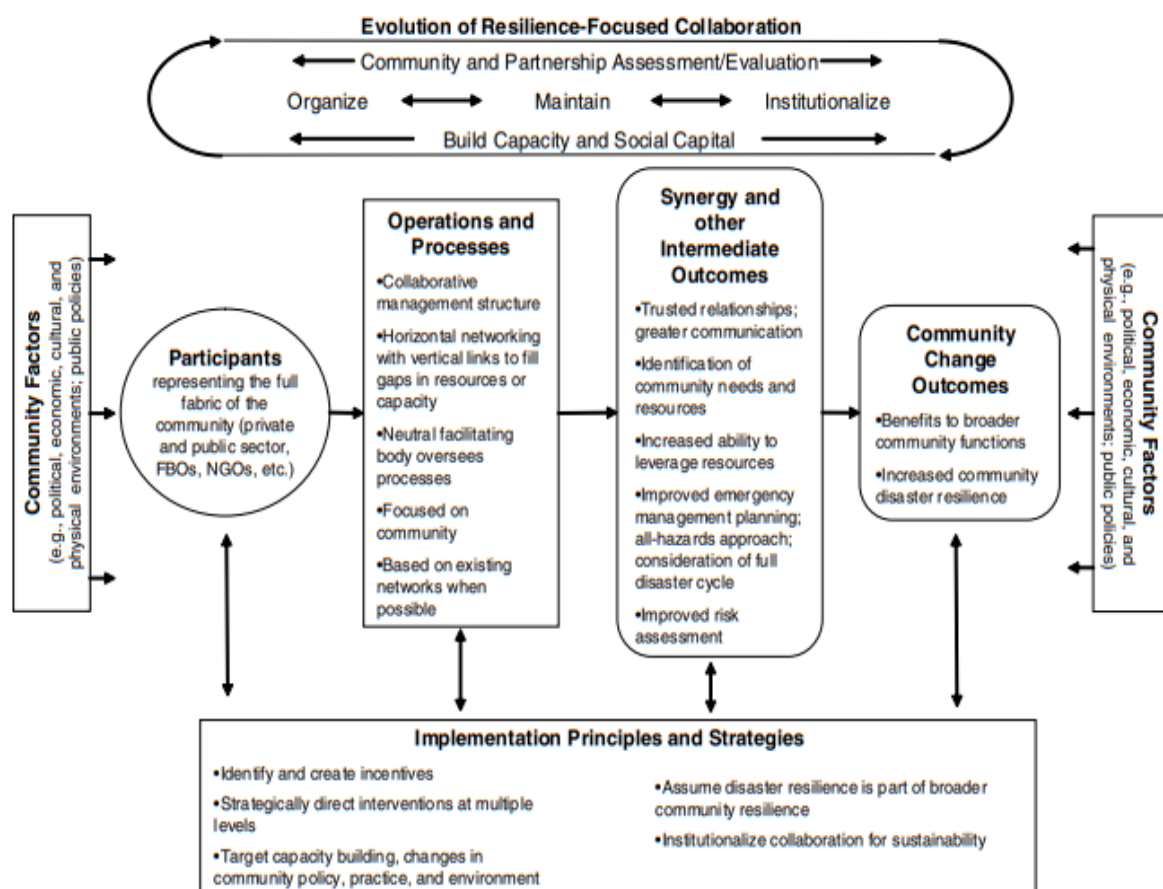 Evolution of Resilience-Focused Collaboration
Community and Partnership Assessment/Evaluation
Organize
Maintain
Institutionalize
Build Capacity and Social Capital
Community Factors
(e.g., political, economic, cultural, and
physical environments; public policies)
Participants
representing the full
fabric of the
community (private
and public sector,
FBOs, NGOs, etc.)
Operations and
Processes
•Collaborative
management structure
•Horizontal networking
with vertical links to fill
gaps in resources or
capacity
•Neutral facilitating
body oversees
processes
•Focused on
community
•Based on existing
networks when
possible
Synergy and
other
Intermediate
Outcomes
•Trusted relationships;
greater communication
•Identification of
community needs and
resources
•Increased ability to
leverage resources
•Improved emergency
management planning;
all-hazards approach;
consideration of full
disaster cycle
•Improved risk
assessment
Community
Change
Outcomes
•Benefits to broader
community functions
•Increased community
disaster resilience
Community Factors
(e.g., political, economic, cultural, and
physical environments; public policies)
Implementation Principles and Strategies
•Identify and create incentives
•Strategically direct interventions at multiple
levels
•Target capacity building, changes in
community policy, practice, and environment
•Assume disaster resilience is part of broader
community resilience
•Institutionalize collaboration for sustainability